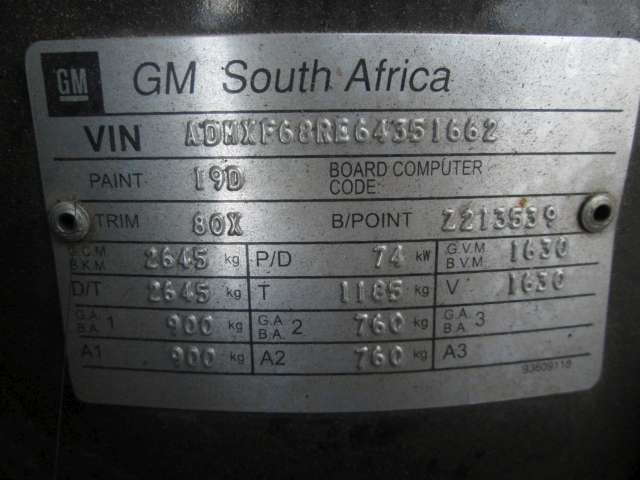 GM GM South Africa
VIN ADMXF68RE64351662
PAINT 19D BOARD COMPUTER CODE:
TRIM 80X B/POINT Z213539
G.C.M. B.K.M. 2645 kg P/D 74 kW G.V.M. B.V.M. 1630
D/T 2645 kg T 1185 kg V 1630
G.A. B.A. 1 900 kg G.A. B.A. 2 760 kg G.A. B.A. 3
A1 900 kg A2 760 kg A3
93609118